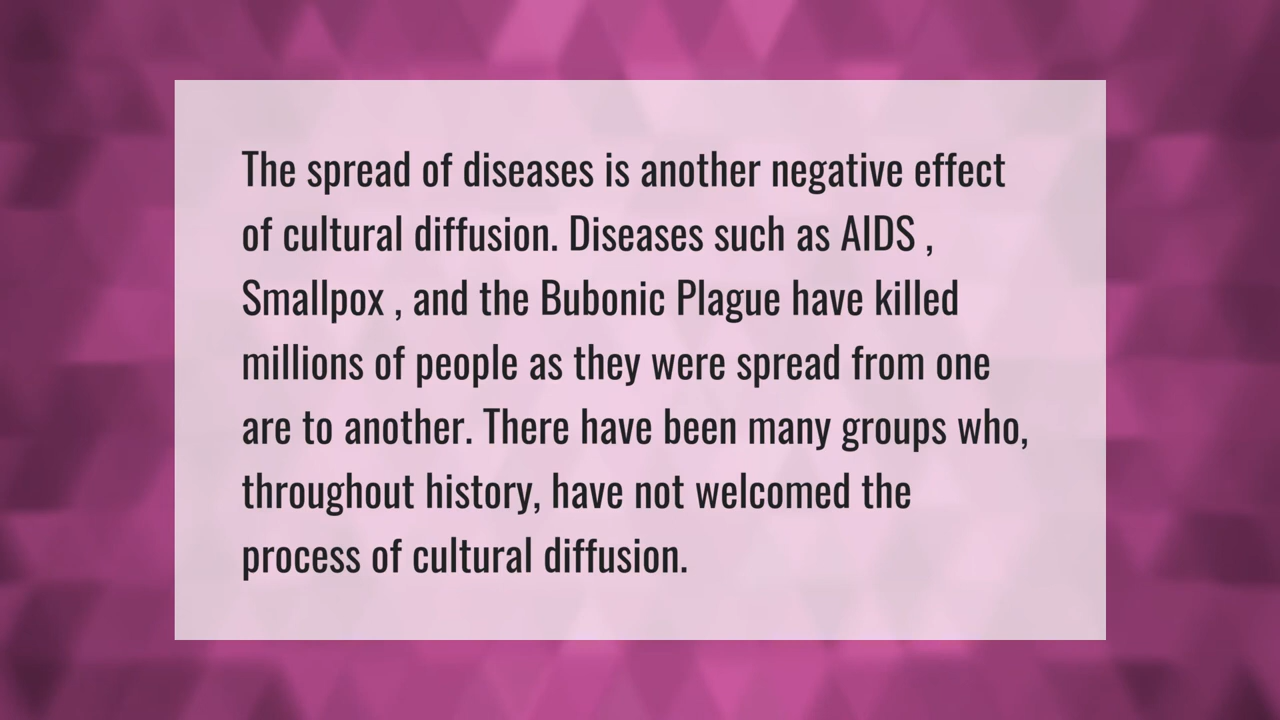 The spread of diseases is another negative effect
of cultural diffusion. Diseases such as AIDS ,
Smallpox , and the Bubonic Plague have killed
millions of people as they were spread from one
are to another. There have been many groups who,
throughout history, have not welcomed the
process of cultural diffusion.